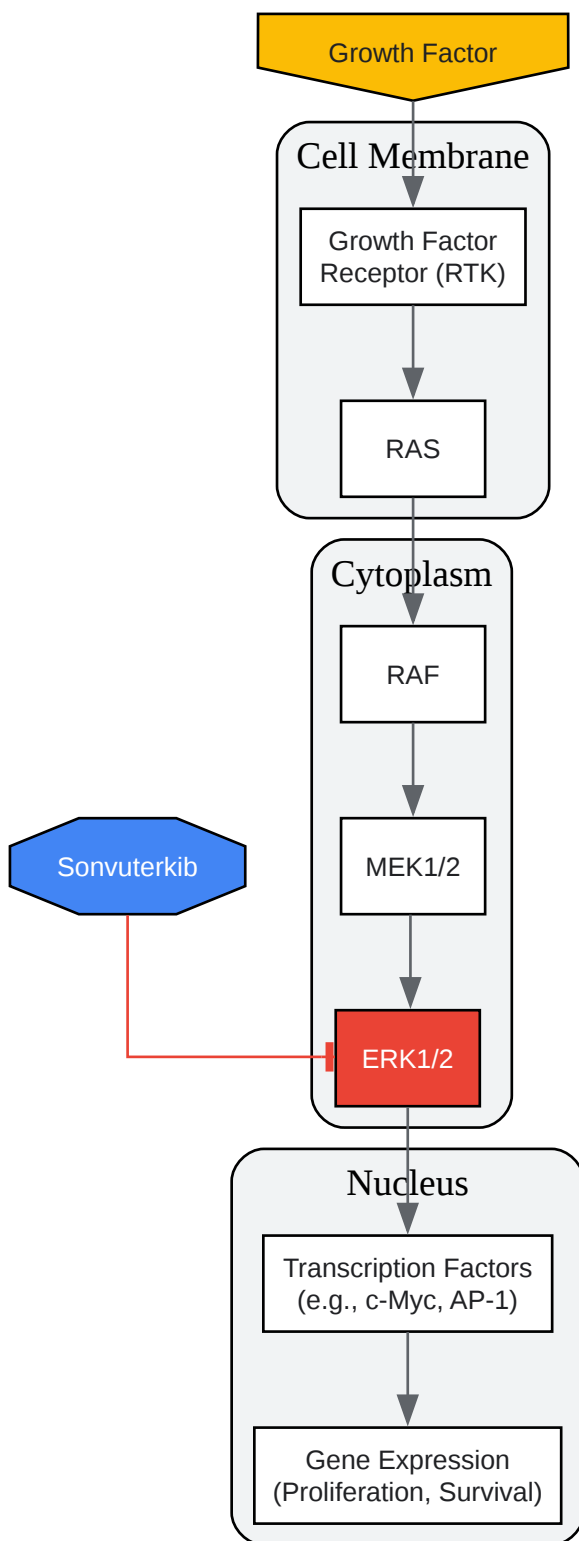 Growth Factor
Cell Membrane
Growth Factor
Receptor (RTK)
RAS
Cytoplasm
RAF
Sonvuterkib
MEK1/2
ERK1/2
Nucleus
Transcription Factors
(e.g., c-Myc, AP-1)
Gene Expression
(Proliferation, Survival)